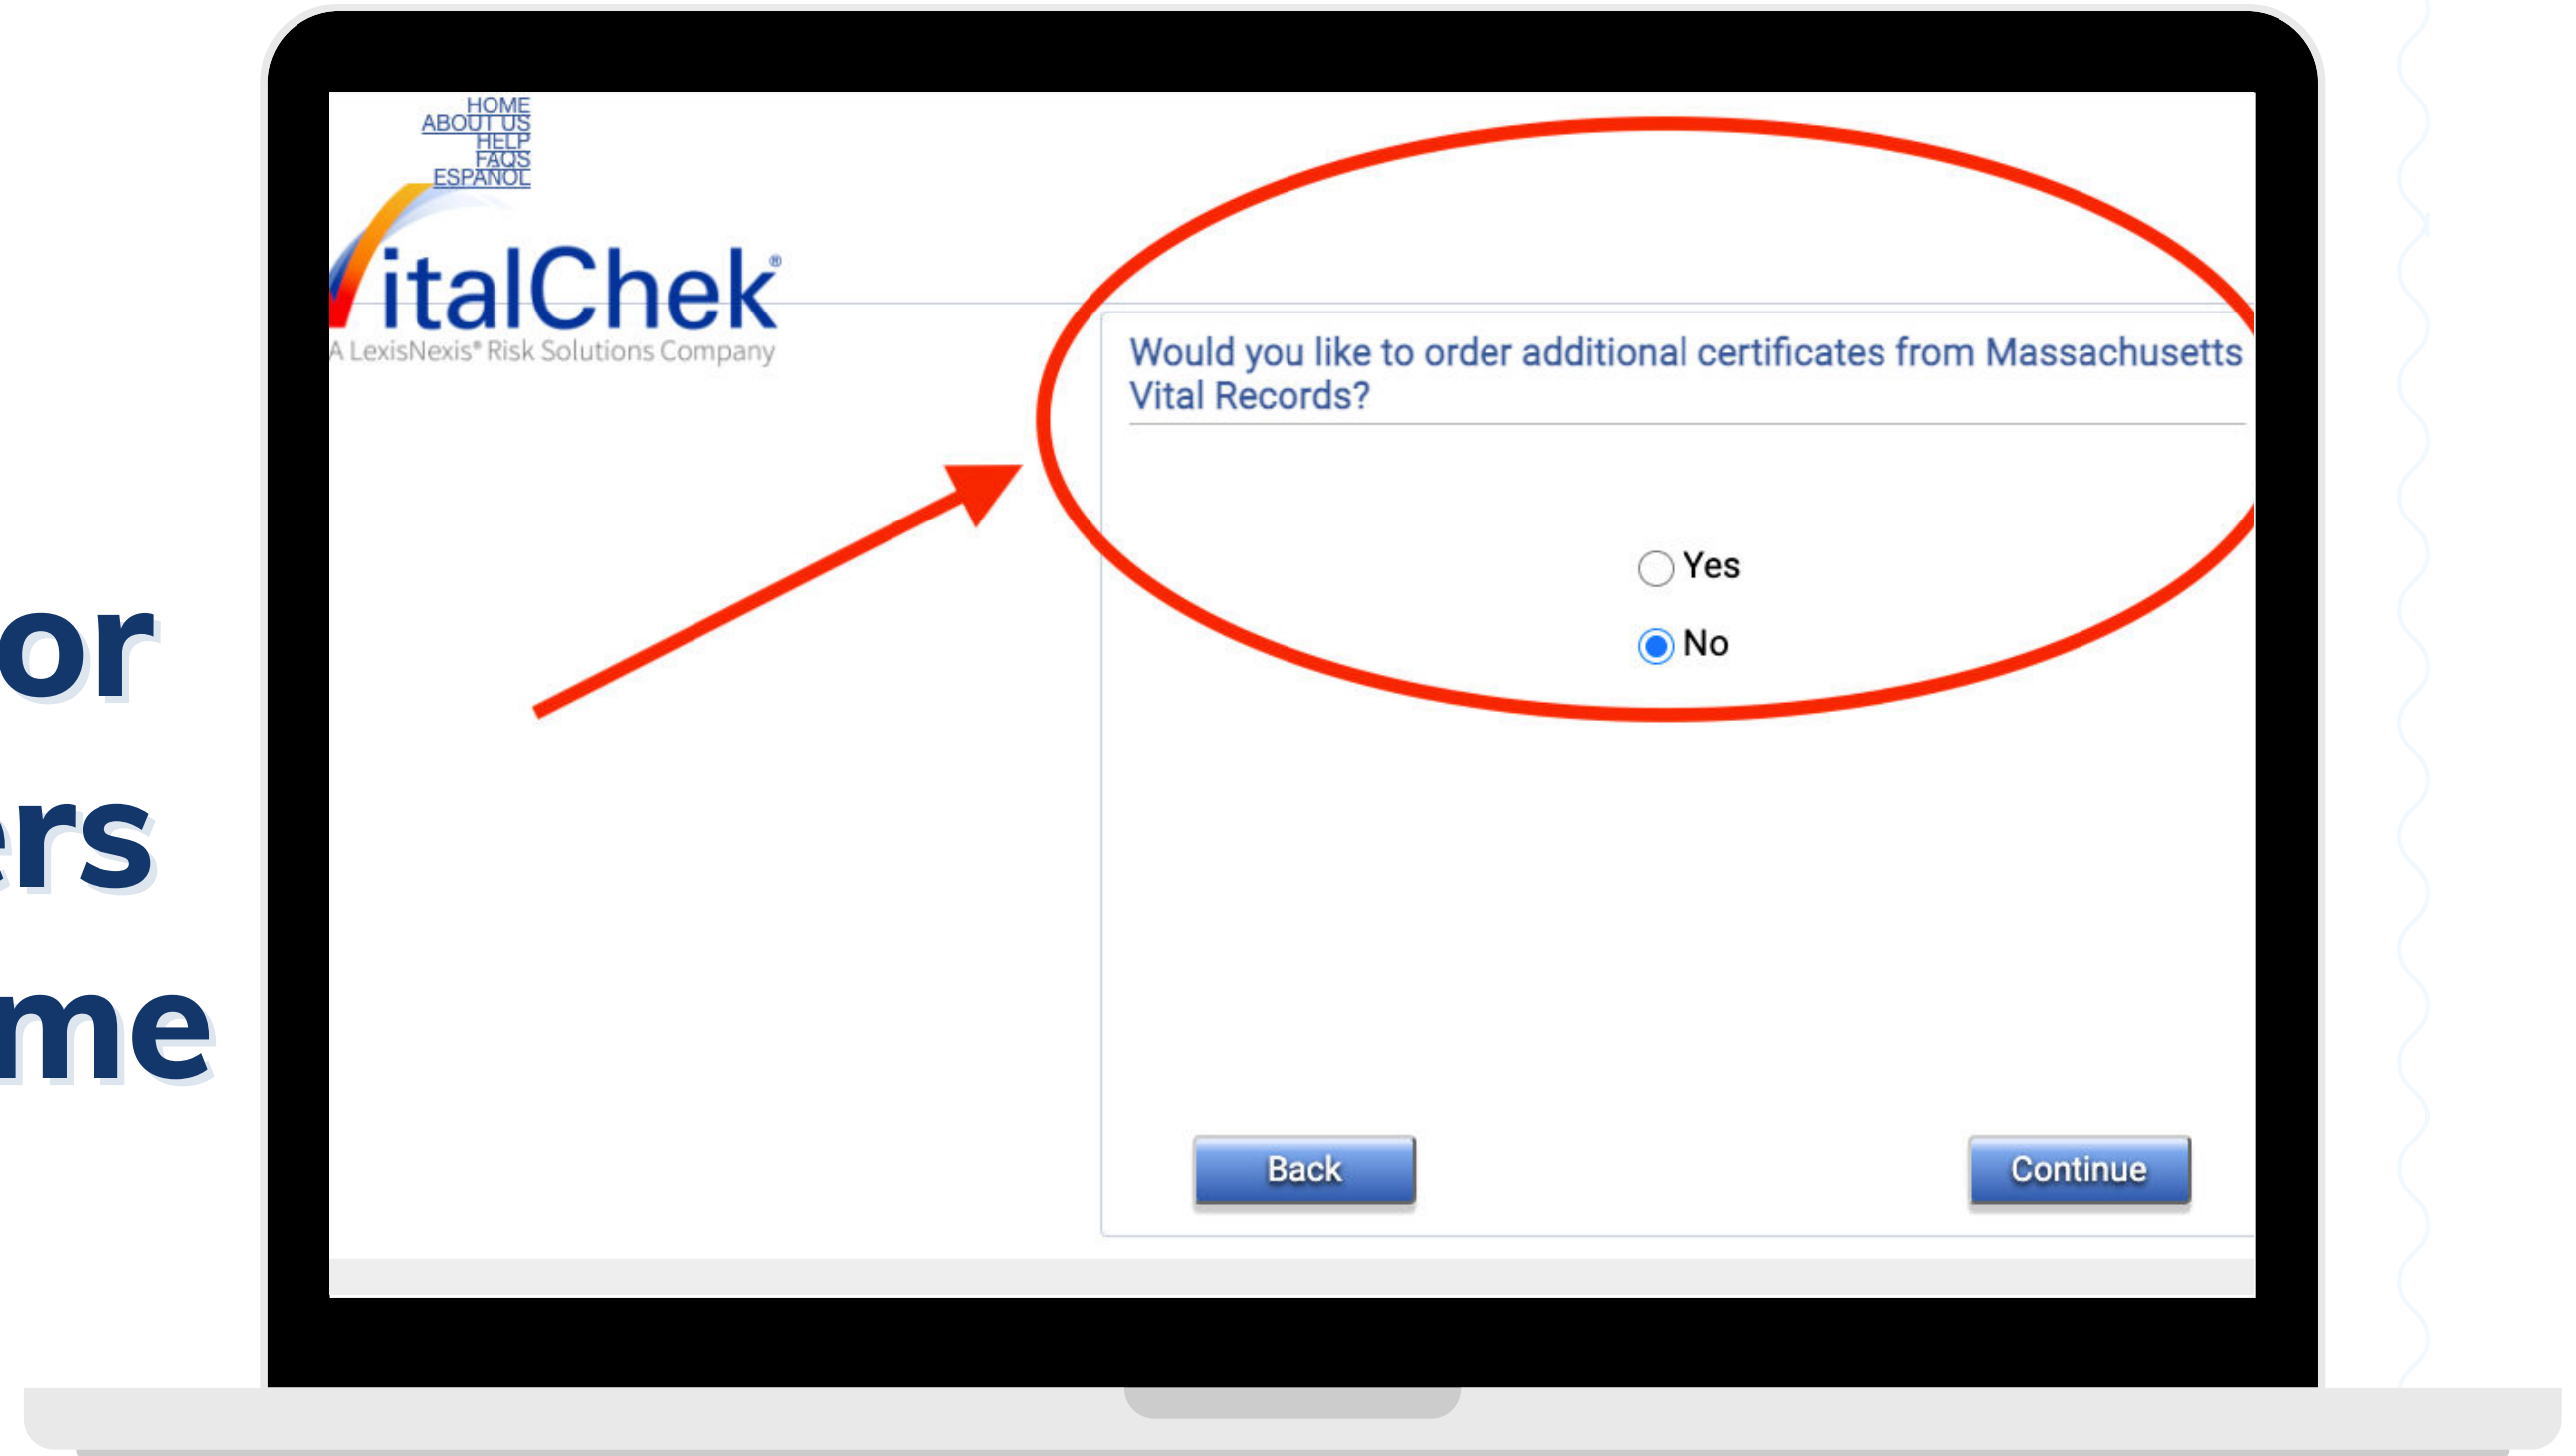 HOME
ABOUT US
HELP
FAQS
ESPAÑOL
italChek®
A LexisNexis® Risk Solutions Company
Would you like to order additional certificates from Massachusetts
Vital Records?
Yes
No
Back
Continue
or
ers
me